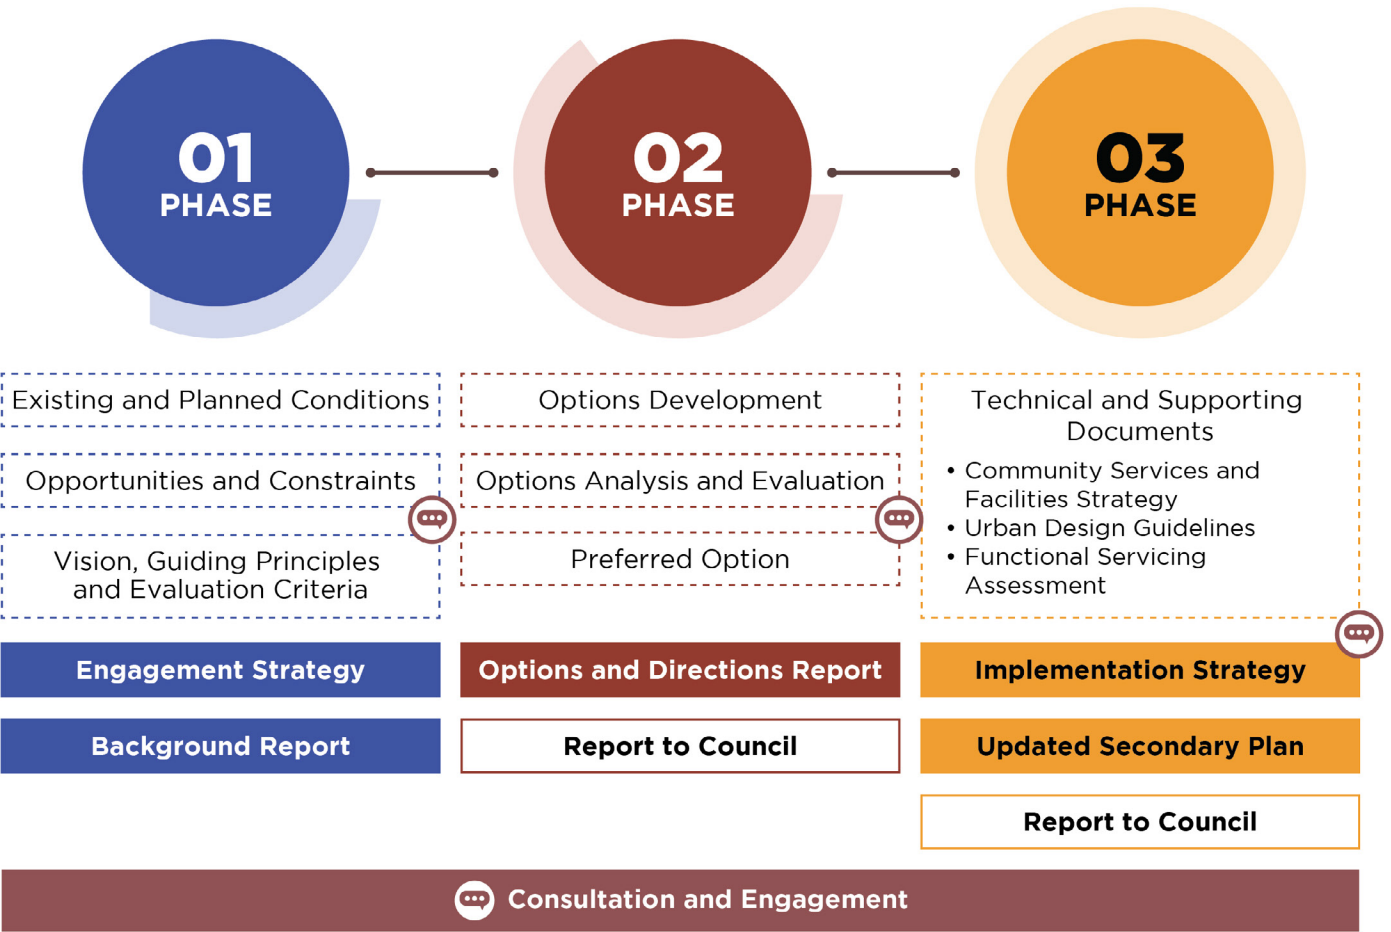 01
PHASE
02
PHASE
03
PHASE
Existing and Planned Conditions
Opportunities and Constraints
Vision, Guiding Principles
and Evaluation Criteria
Engagement Strategy
Background Report
Options Development
Options Analysis and Evaluation
Preferred Option
Options and Directions Report
Report to Council
Technical and Supporting
Documents
• Community Services and
Facilities Strategy
• Urban Design Guidelines
• Functional Servicing
Assessment
Implementation Strategy
Updated Secondary Plan
Report to Council
Consultation and Engagement